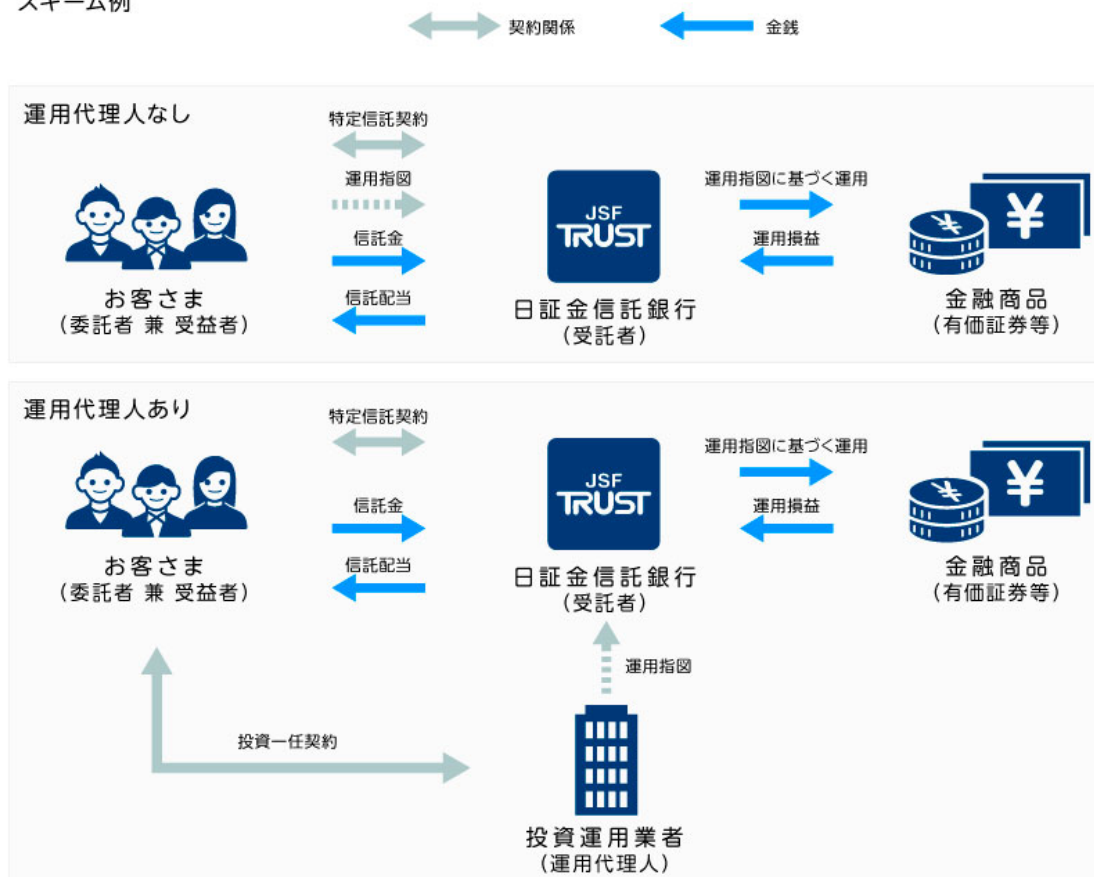 スキーム例
契約関係
金銭
運用代理人なし
特定信託契約
運用指図
信託金
信託配当
お客さま
(委託者 兼 受益者)
JSF
TRUST
日証金信託銀行
(受託者)
運用指図に基づく運用
運用損益
¥
¥
金融商品
(有価証券等)
運用代理人あり
特定信託契約
信託金
信託配当
お客さま
(委託者 兼 受益者)
JSF
TRUST
日証金信託銀行
(受託者)
運用指図に基づく運用
運用損益
¥
¥
金融商品
(有価証券等)
運用指図
投資一任契約
投資運用業者
(運用代理人)